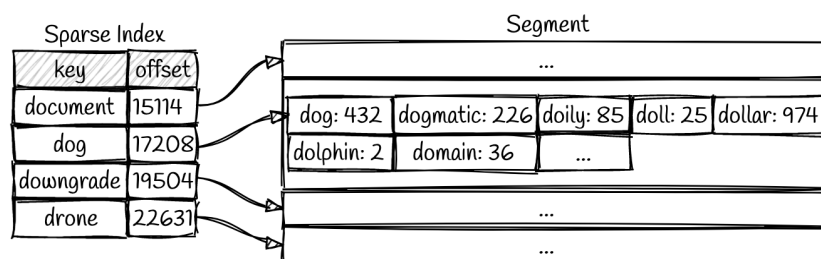 Sparse Index
key offset
document 15114
dog 17208
downgrade 19504
drone 22631
Segment
...
dog: 432 dogmatic: 226 doily: 85 doll: 25 dollar: 974
dolphin: 2 domain: 36 ...
...
...